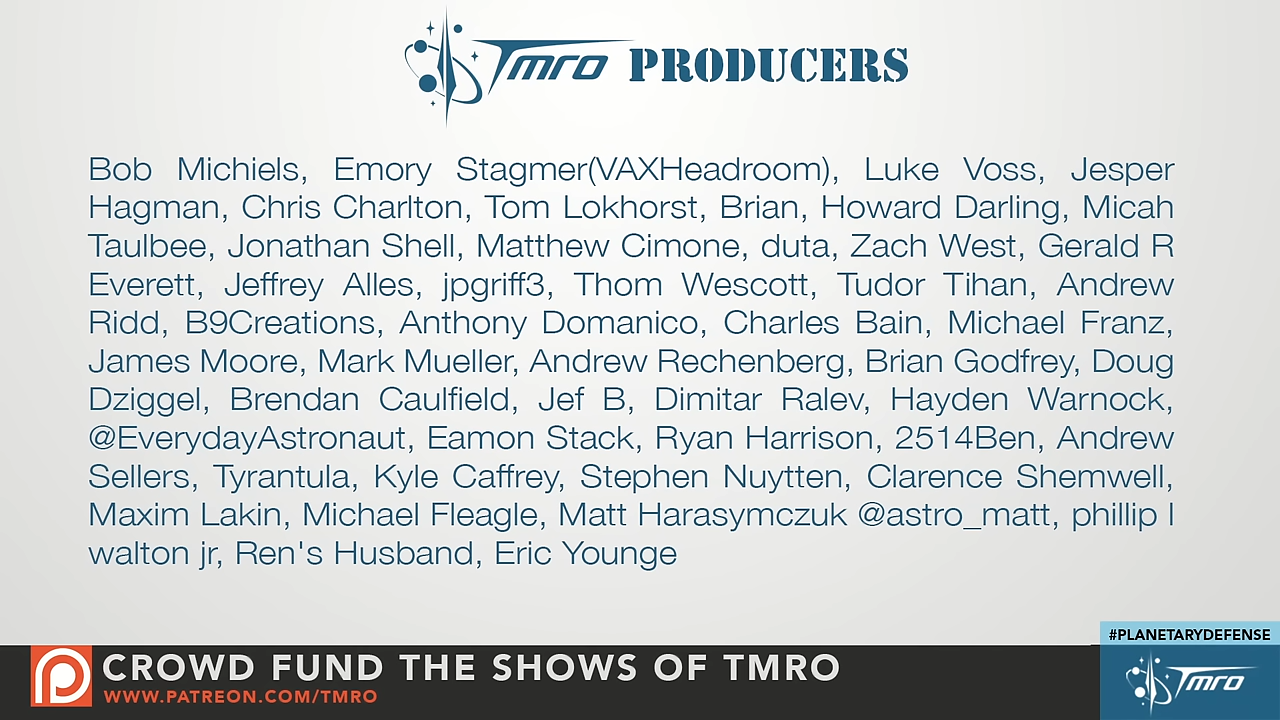 TMRO PRODUCERS
Bob Michiels, Emory Stagmer(VAXHeadroom), Luke Voss, Jesper
Hagman, Chris Charlton, Tom Lokhorst, Brian, Howard Darling, Micah
Taulbee, Jonathan Shell, Matthew Cimone, duta, Zach West, Gerald R
Everett, Jeffrey Alles, jpgriff3, Thom Wescott, Tudor Tihan, Andrew
Ridd, B9Creations, Anthony Domanico, Charles Bain, Michael Franz,
James Moore, Mark Mueller, Andrew Rechenberg, Brian Godfrey, Doug
Dziggel, Brendan Caulfield, Jef B, Dimitar Ralev, Hayden Warnock,
@EverydayAstronaut, Eamon Stack, Ryan Harrison, 2514Ben, Andrew
Sellers, Tyrantula, Kyle Caffrey, Stephen Nuytten, Clarence Shemwell,
Maxim Lakin, Michael Fleagle, Matt Harasymczuk @astro_matt, phillip l
walton jr, Ren's Husband, Eric Younge
#PLANETARYDEFENSE
CROWD FUND THE SHOWS OF TMRO
WWW.PATREON.COM/TMRO
TMRO